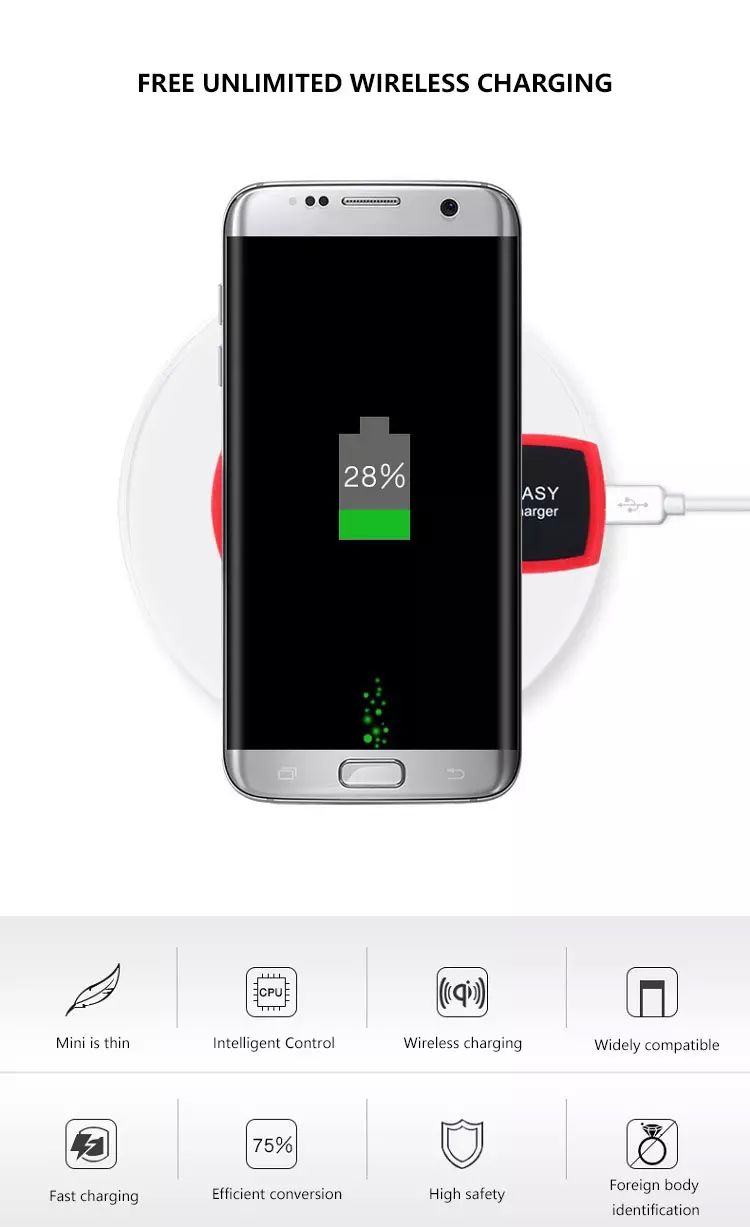 FREE UNLIMITED WIRELESS CHARGING
28%
ASY
arger
Mini is thin
CPU
Intelligent Control
qi
Wireless charging
Widely compatible
Fast charging
75%
Efficient conversion
High safety
Foreign body
identification